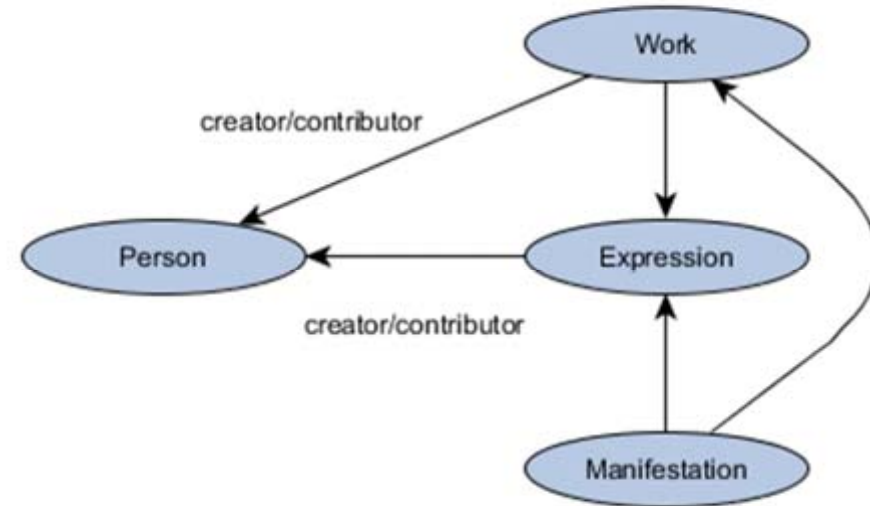 Work
creator/contributor
Person
Expression
creator/contributor
Manifestation